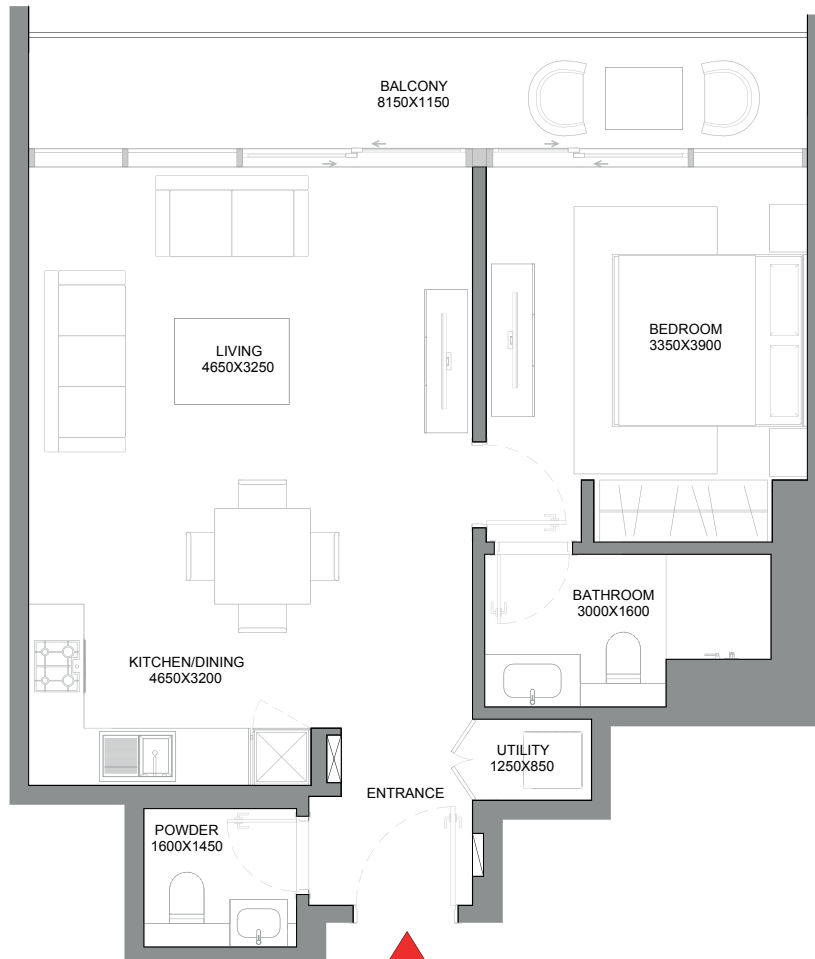 BALCONY
8150X1150
LIVING
4650X3250
BEDROOM
3350X3900
BATHROOM
3000X1600
KITCHEN/DINING
4650X3200
UTILITY
1250X850
ENTRANCE
POWDER
1600X1450